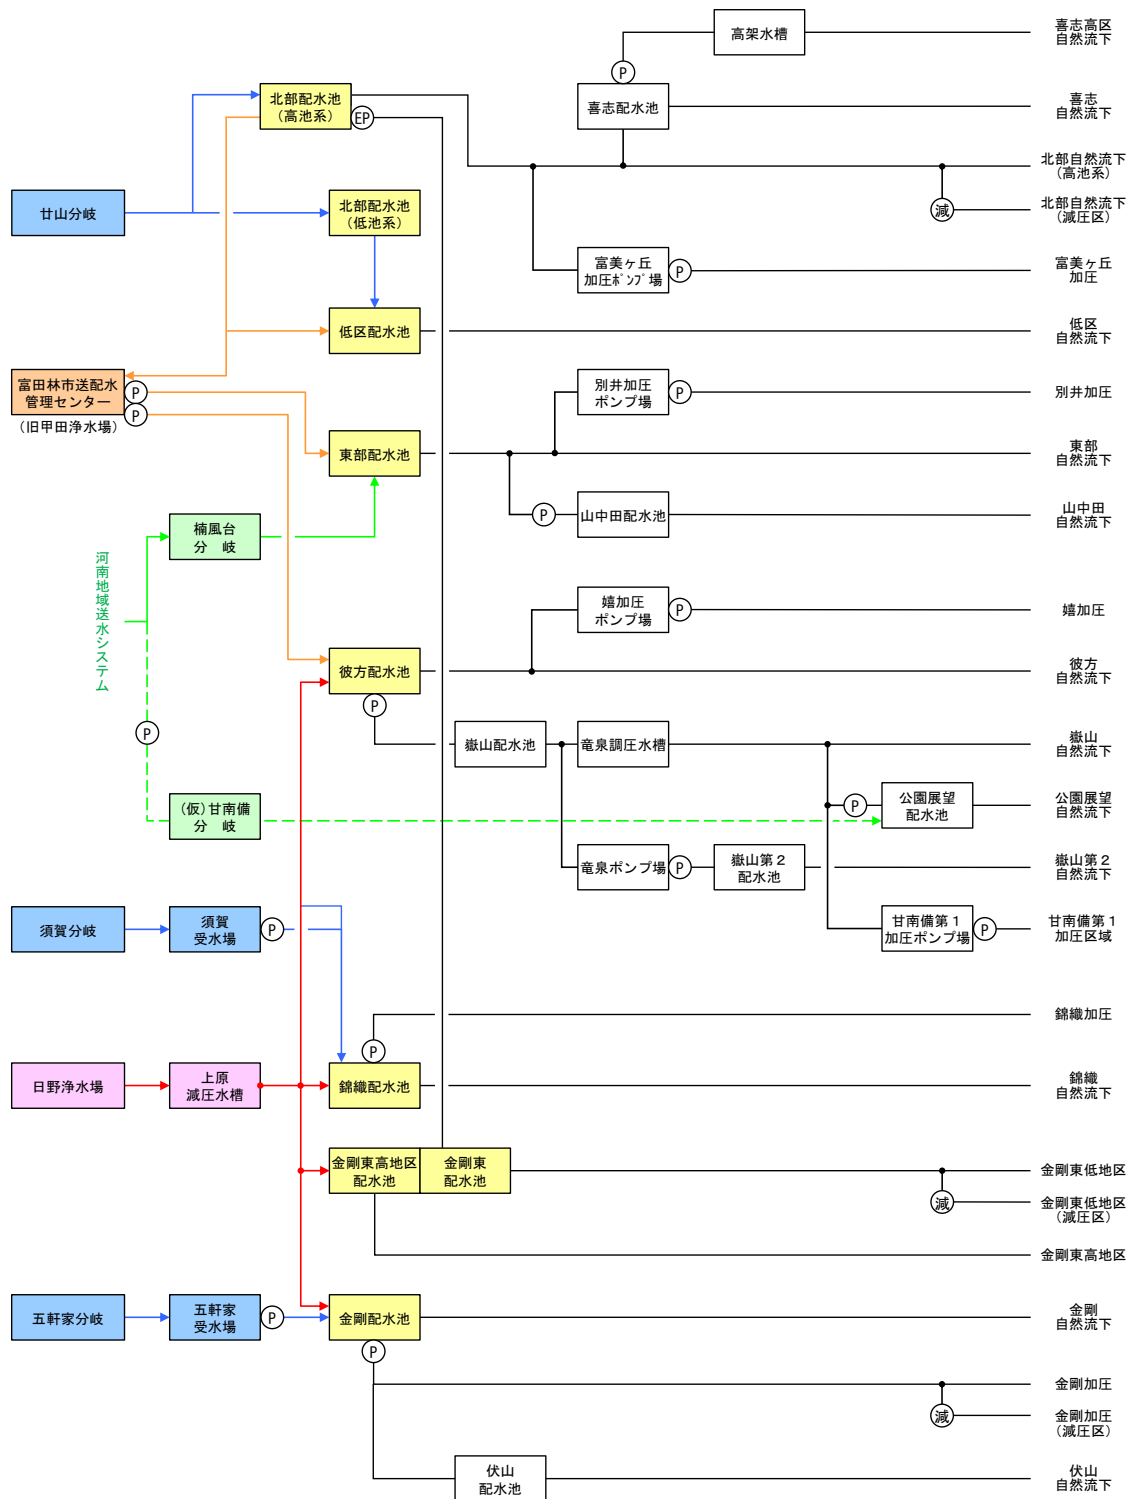 高架水槽
喜志高区
自然流下
P
喜志配水池
喜志
自然流下
北部配水池
（高池系）
EP
北部自然流下
（高池系）
廿山分岐
北部配水池
（低池系）
減
北部自然流下
（減圧区）
富美ヶ丘
加圧ﾎﾟﾝﾌﾟ場
P
富美ヶ丘
加圧
低区配水池
低区
自然流下
富田林市送配水
管理センター
P
P
（旧甲田浄水場）
別井加圧
ポンプ場
P
別井加圧
東部配水池
東部
自然流下
楠風台
分　岐
P
山中田配水池
山中田
自然流下
河南地域送水システム
嬉加圧
ポンプ場
P
嬉加圧
彼方配水池
彼方
自然流下
P
P
嶽山配水池
竜泉調圧水槽
嶽山
自然流下
(仮)甘南備
分　岐
P
公園展望
配水池
公園展望
自然流下
竜泉ポンプ場
P
嶽山第２
配水池
嶽山第２
自然流下
須賀分岐
須賀
受水場
P
甘南備第１
加圧ポンプ場
P
甘南備第１
加圧区域
錦織加圧
P
日野浄水場
上原
減圧水槽
錦織配水池
錦織
自然流下
金剛東高地区
配水池
金剛東
配水池
金剛東低地区
減
金剛東低地区
（減圧区）
金剛東高地区
五軒家分岐
五軒家
受水場
P
金剛配水池
金剛
自然流下
P
金剛加圧
減
金剛加圧
（減圧区）
伏山
配水池
伏山
自然流下